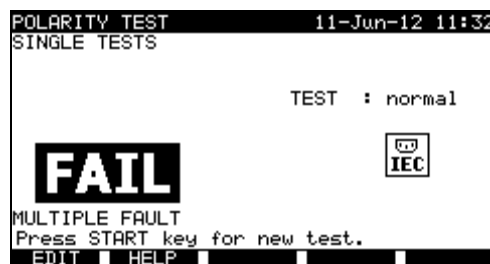 POLARITY TEST 11-Jun-12 11:32
SINGLE TESTS
TEST : normal
IEC
FAIL
MULTIPLE FAULT
Press START key for new test.
EDIT HELP